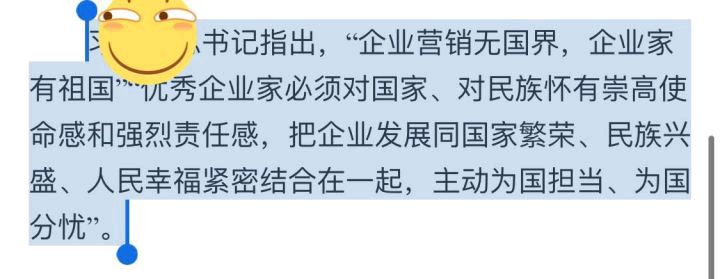 书记指出，“企业营销无国界，企业家
有祖国”“优秀企业家必须对国家、对民族怀有崇高使
命感和强烈责任感，把企业发展同国家繁荣、民族兴
盛、人民幸福紧密结合在一起，主动为国担当、为国
分忧”。